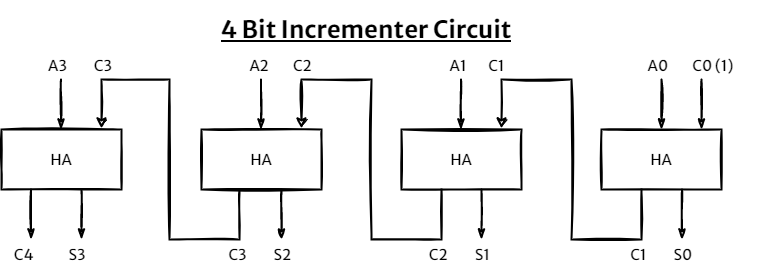 4 Bit Incrementer Circuit
A3 C3 A2 C2 A1 C1 A0 C0 (1)
HA HA HA HA
C4 S3 C3 S2 C2 S1 C1 S0